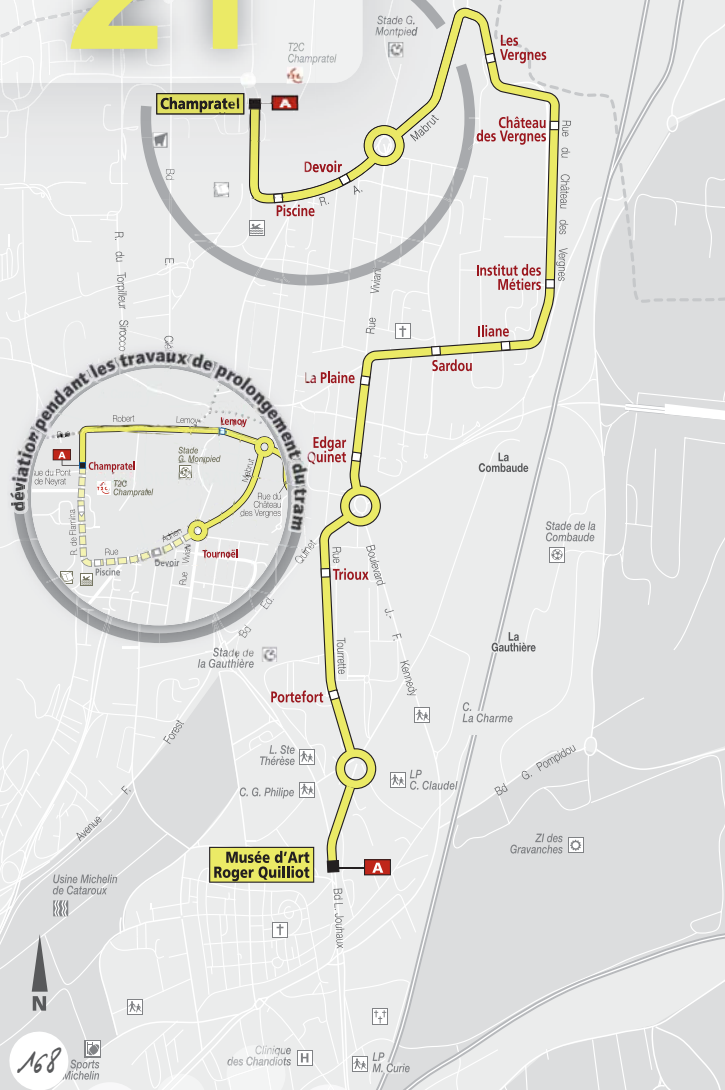 21
Stade G.
Montpied
T2C
Champratel
Les
Vergnes
Champratel
A
Château
des Vergnes
Mabrut
Rue du Château des Vergnes
Devoir
R. A.
Piscine
Bd
E.
R. du Torpilleur Sirocco
Institut des
Métiers
Rue Viviani
Iliane
Sardou
La Plaine
déviation pendant les travaux de prolongement du tram
Robert
Lemoy
Lemoy
Edgar
Quinet
A
Champratel
Rue du Pont
de Neyrat
T2C
Champratel
Stade
G. Montpied
Mabrut
Rue du
Château
des Vergnes
La
Combaude
R. de Flamina
Rue
Adrien
Piscine
Devoir
Rue Viviani
Tournoël
Stade de la
Combaude
Quinet
Rue
Boulevard
Trioux
Bd Ed.
J.- F.
Tourrette
La
Gauthière
Stade de
la Gauthière
Kennedy
Portefort
C.
La Charme
Forest
L. Ste
Thérèse
Bd G. Pompidou
LP
C. Claudel
C. G. Philipe
F.
Avenue
ZI des
Gravanches
Musée d'Art
Roger Quilliot
A
Usine Michelin
de Cataroux
Bd L. Jouhaux
N
168
Sports
Michelin
Clinique
des Chandiots
H
LP
M. Curie